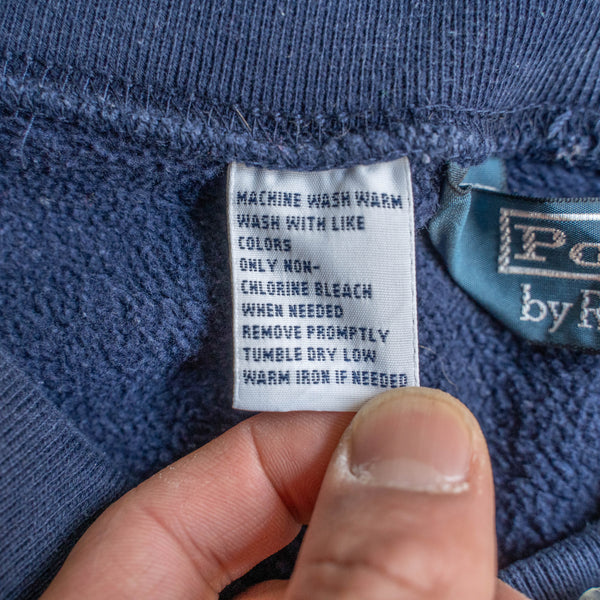 MACHINE WASH WARM
WASH WITH LIKE
COLORS
ONLY NON-
CHLORINE BLEACH
WHEN NEEDED
REMOVE PROMPTLY
TUMBLE DRY LOW
WARM IRON IF NEEDED
by